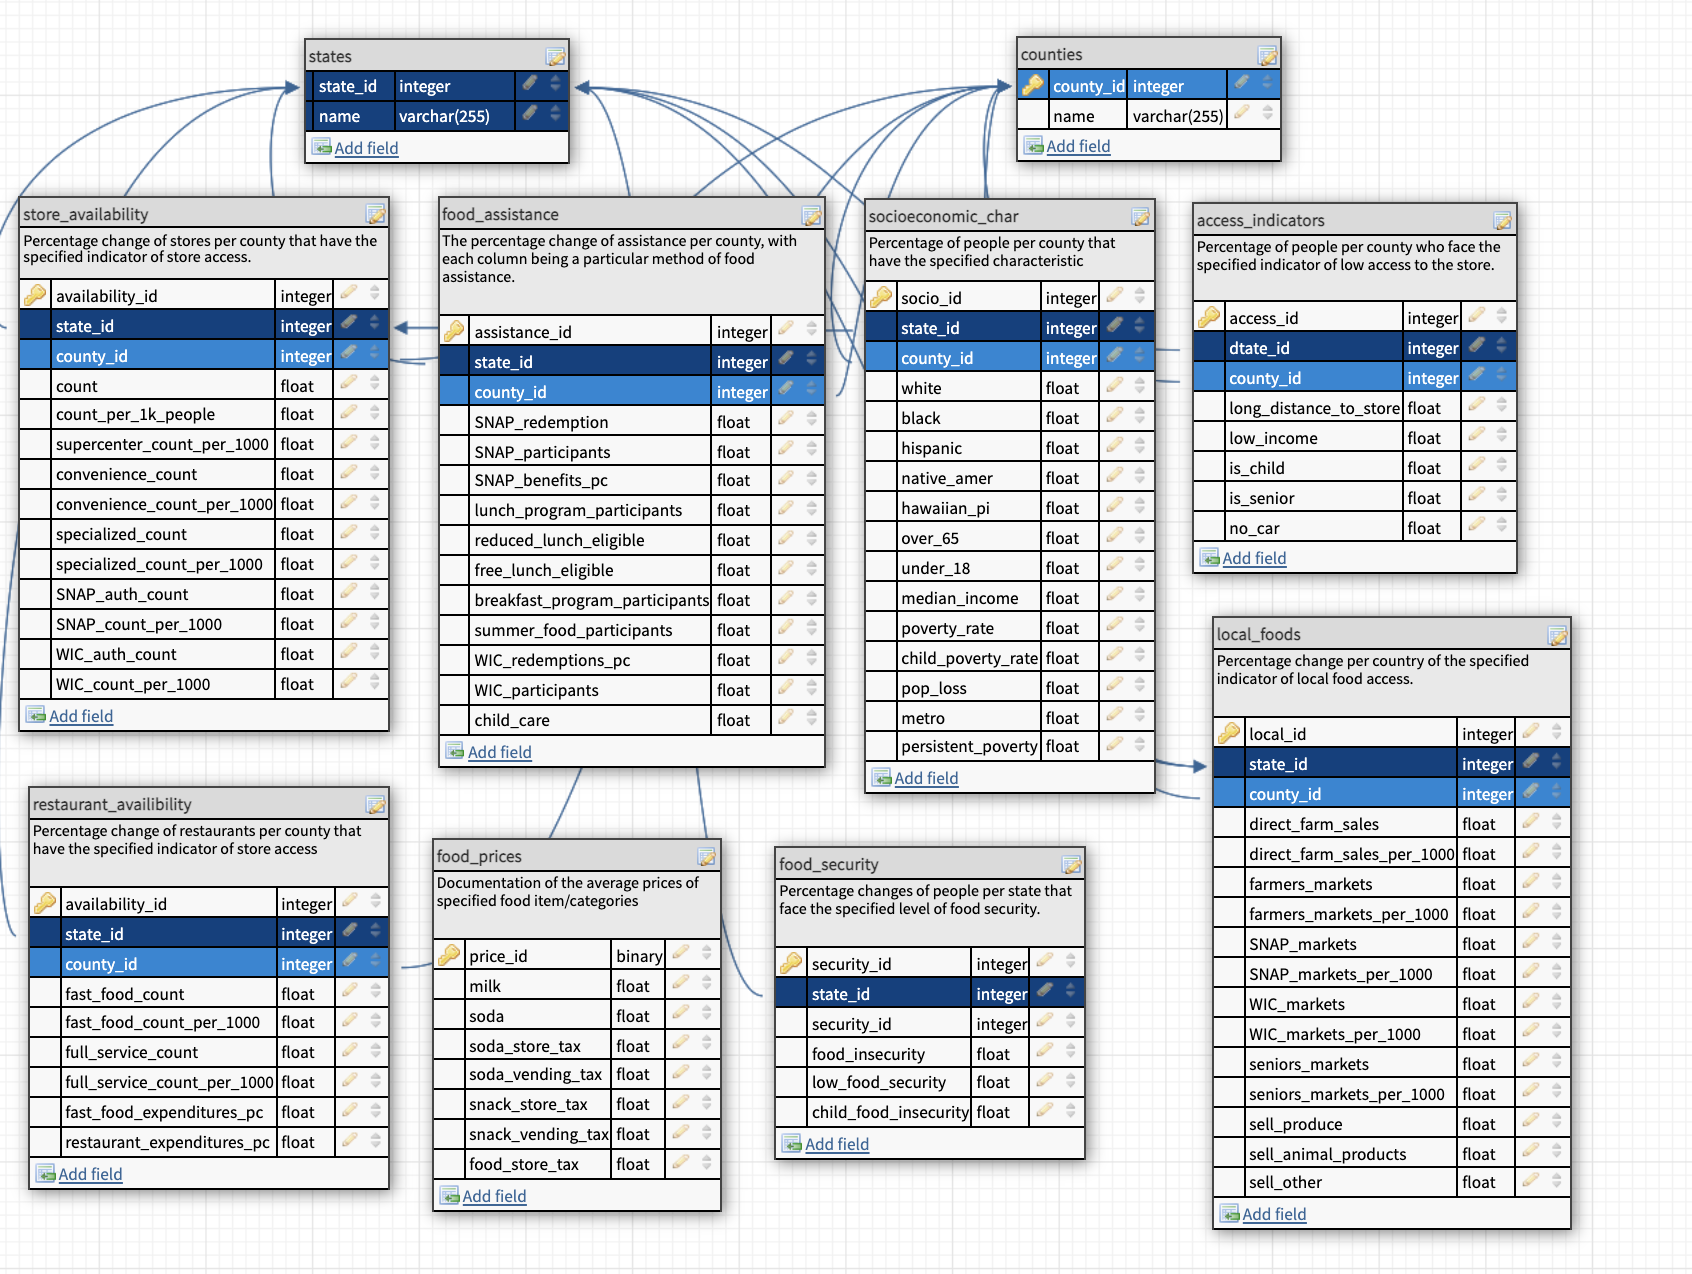 states
state_id integer
name varchar(255)
Add field
counties
county_id integer
name varchar(255)
Add field
store_availability
Percentage change of stores per county that have the
specified indicator of store access.
availability_id integer
state_id integer
county_id integer
count float
count_per_1k_people float
supercenter_count_per_1000 float
convenience_count float
convenience_count_per_1000 float
specialized_count float
specialized_count_per_1000 float
SNAP_auth_count float
SNAP_count_per_1000 float
WIC_auth_count float
WIC_count_per_1000 float
Add field
food_assistance
The percentage change of assistance per county, with
each column being a particular method of food
assistance.
assistance_id integer
state_id integer
county_id integer
SNAP_redemption float
SNAP_participants float
SNAP_benefits_pc float
lunch_program_participants float
reduced_lunch_eligible float
free_lunch_eligible float
breakfast_program_participants float
summer_food_participants float
WIC_redemptions_pc float
WIC_participants float
child_care float
Add field
socioeconomic_char
Percentage of people per county that
have the specified characteristic
socio_id integer
state_id integer
county_id integer
white float
black float
hispanic float
native_amer float
hawaiian_pi float
over_65 float
under_18 float
median_income float
poverty_rate float
child_poverty_rate float
pop_loss float
metro float
persistent_poverty float
Add field
access_indicators
Percentage of people per county who face the
specified indicator of low access to the store.
access_id integer
dtate_id integer
county_id integer
long_distance_to_store float
low_income float
is_child float
is_senior float
no_car float
Add field
local_foods
Percentage change per country of the specified
indicator of local food access.
local_id integer
state_id integer
county_id integer
direct_farm_sales float
direct_farm_sales_per_1000 float
farmers_markets float
farmers_markets_per_1000 float
SNAP_markets float
SNAP_markets_per_1000 float
WIC_markets float
WIC_markets_per_1000 float
seniors_markets float
seniors_markets_per_1000 float
sell_produce float
sell_animal_products float
sell_other float
Add field
restaurant_availibility
Percentage change of restaurants per county that
have the specified indicator of store access
availability_id integer
state_id integer
county_id integer
fast_food_count float
fast_food_count_per_1000 float
full_service_count float
full_service_count_per_1000 float
fast_food_expenditures_pc float
restaurant_expenditures_pc float
Add field
food_prices
Documentation of the average prices of
specified food item/categories
price_id binary
milk float
soda float
soda_store_tax float
soda_vending_tax float
snack_store_tax float
snack_vending_tax float
food_store_tax float
Add field
food_security
Percentage changes of people per state that
face the specified level of food security.
security_id integer
state_id integer
security_id integer
food_insecurity float
low_food_security float
child_food_insecurity float
Add field